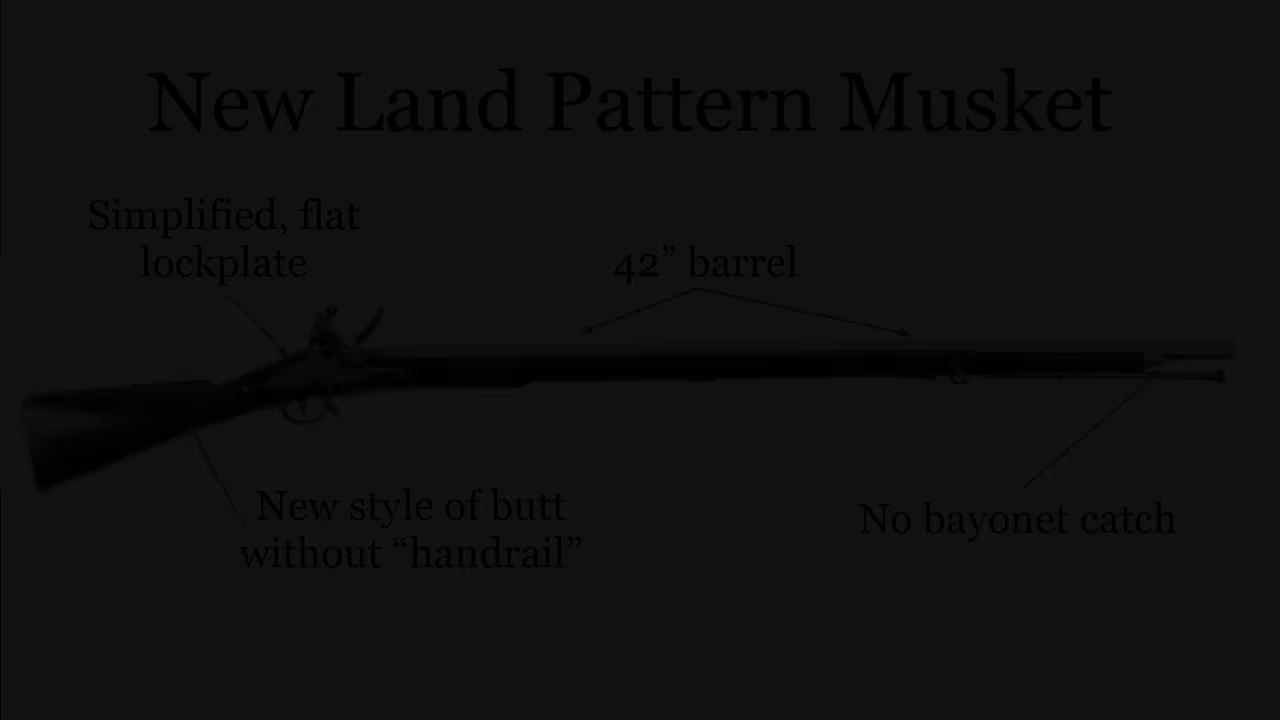 New Land Pattern Musket
Simplified, flat
lockplate
42” barrel
New style of butt
without “handrail”
No bayonet catch